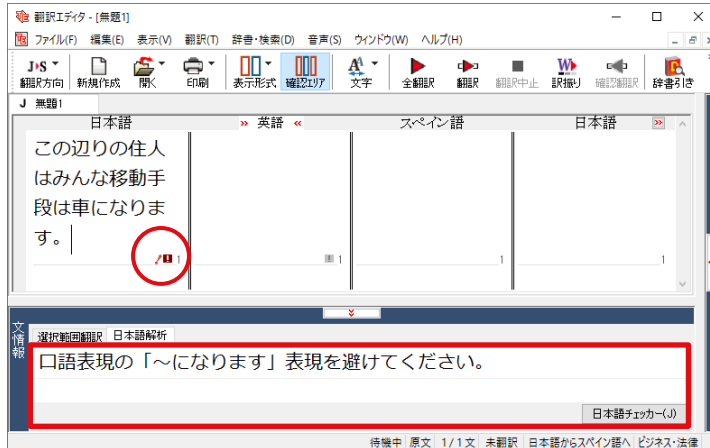 翻訳エディタ - [無題1]
ファイル(F) 編集(E) 表示(V) 翻訳(T) 辞書・検索(D) 音声(S) ウインドウ(W) ヘルプ(H)
J▸S
翻訳方向 新規作成 開く 印刷 表示形式 確認エリア 文字 全翻訳 翻訳 翻訳中止 訳振り 確認翻訳 辞書引き
J 無題1
日本語 » 英語 « スペイン語 日本語 »
この辺りの住人
はみんな移動手
段は車になりま
す。
1 1 1 1
文情報
選択範囲翻訳 日本語解析
口語表現の「～になります」表現を避けてください。
日本語チェッカー(J)
待機中 原文 1/1文 未翻訳 日本語からスペイン語へ ビジネス・法律